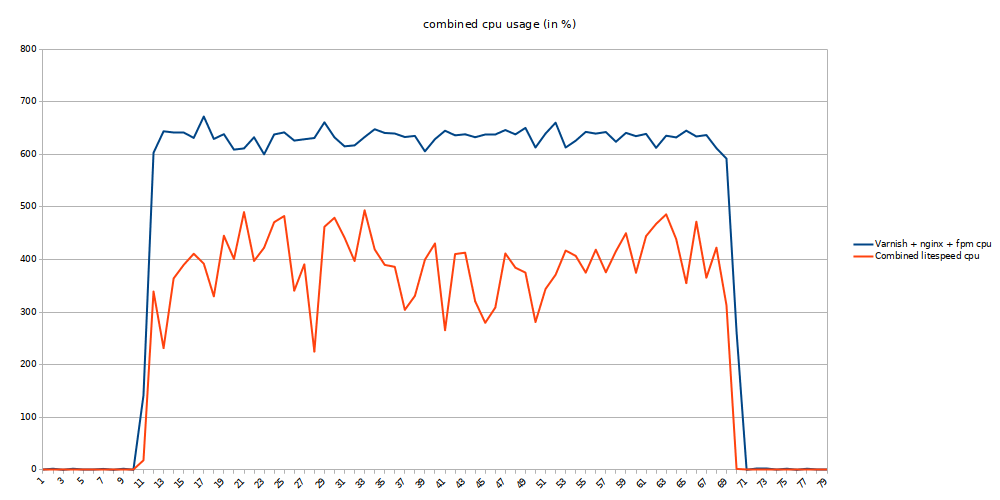 combined cpu usage (in %)
800
700
600
500
400
300
200
100
0
1 3 5 7 9 11 13 15 17 19 21 23 25 27 29 31 33 35 37 39 41 43 45 47 49 51 53 55 57 59 61 63 65 67 69 71 73 75 77 79
Varnish + nginx + fpm cpu
Combined litespeed cpu